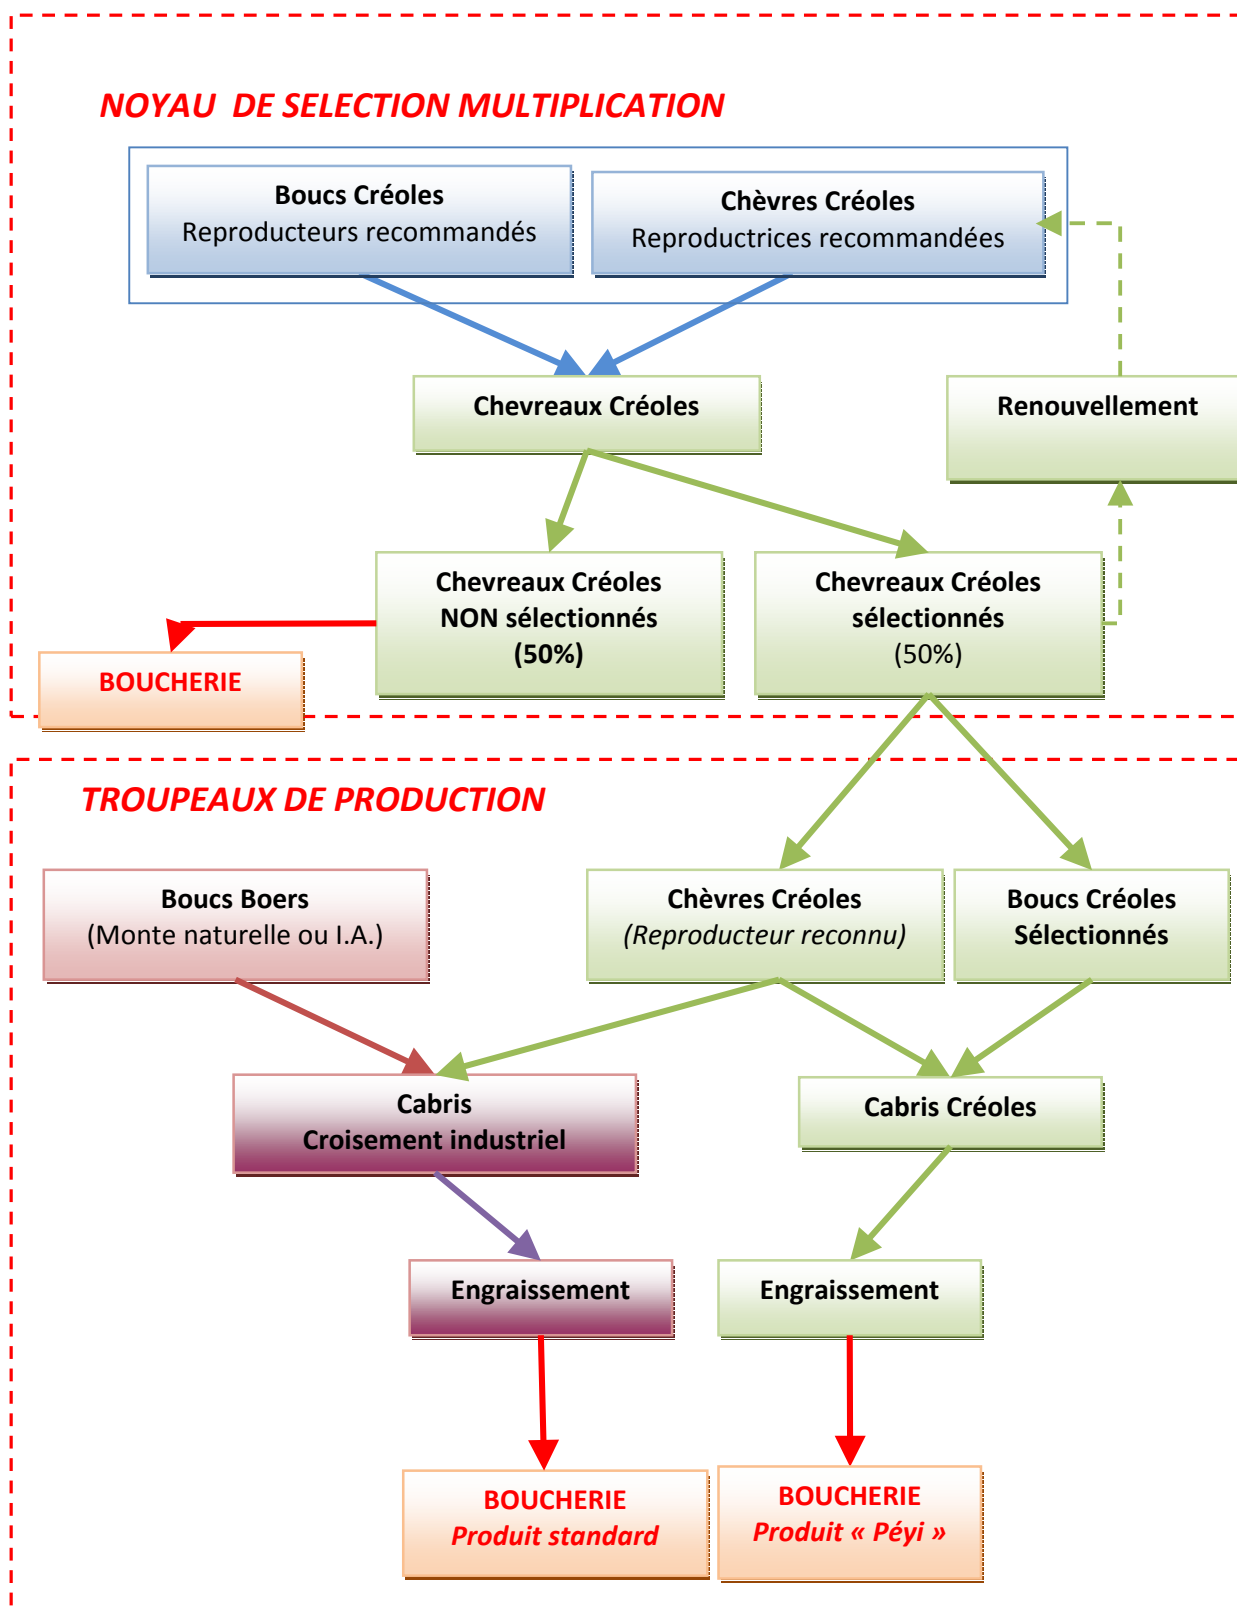 NOYAU DE SELECTION MULTIPLICATION
Boucs Créoles
Reproducteurs recommandés
Chèvres Créoles
Reproductrices recommandées
Chevreaux Créoles
Renouvellement
Chevreaux Créoles
NON sélectionnés
(50%)
Chevreaux Créoles
sélectionnés
(50%)
BOUCHERIE
TROUPEAUX DE PRODUCTION
Boucs Boers
(Monte naturelle ou I.A.)
Chèvres Créoles
(Reproducteur reconnu)
Boucs Créoles
Sélectionnés
Cabris
Croisement industriel
Cabris Créoles
Engraissement
Engraissement
BOUCHERIE
Produit standard
BOUCHERIE
Produit « Péyi »